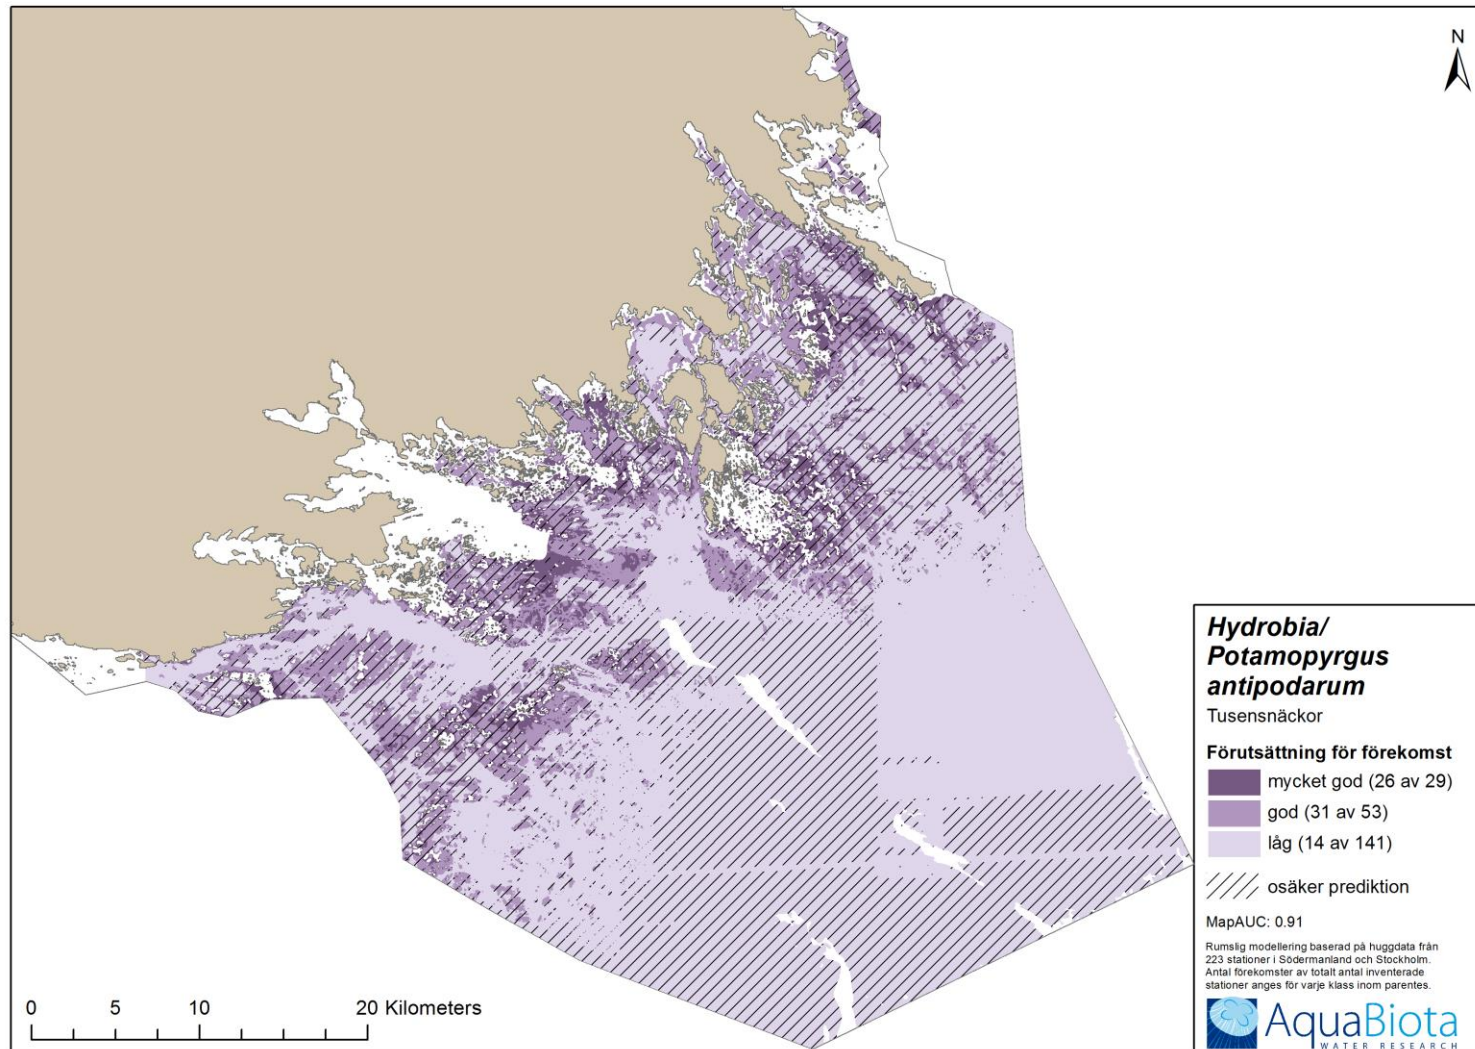 N
Hydrobia/
Potamopyrgus
antipodarum
Tusensnäckor
Förutsättning för förekomst
mycket god (26 av 29)
god (31 av 53)
låg (14 av 141)
osäker prediktion
MapAUC: 0.91
Rumslig modellering baserad på huggdata från
223 stationer i Södermanland och Stockholm.
Antal förekomster av totalt antal inventerade
stationer anges för varje klass inom parentes.
AquaBiota
WATER RESEARCH
0 5 10 20 Kilometers